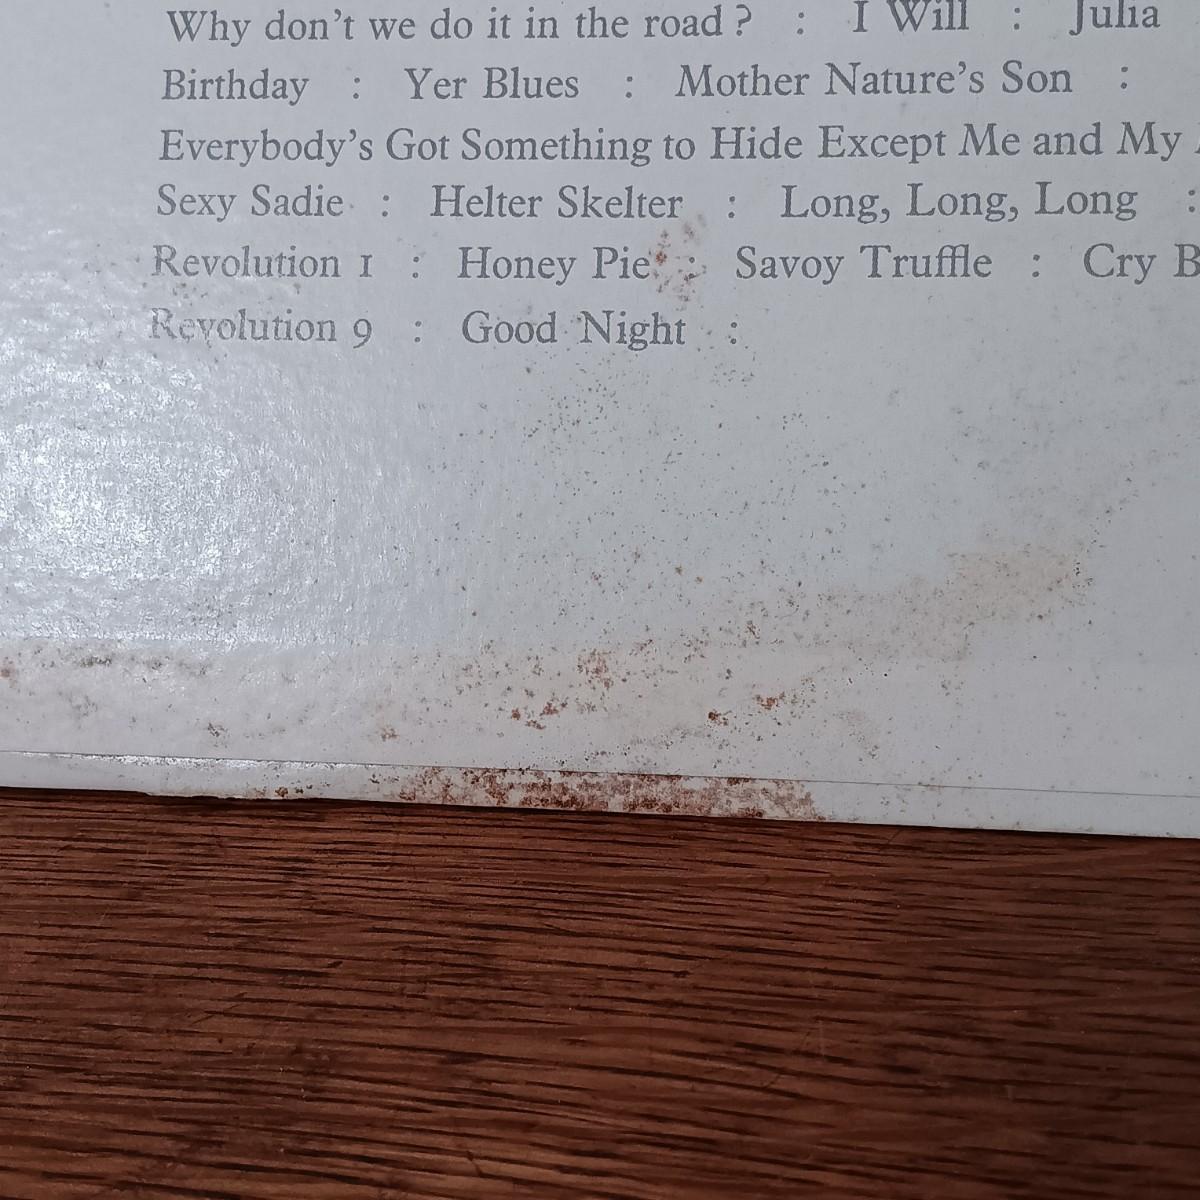 Why don't we do it in the road ? : I Will : Julia
Birthday : Yer Blues : Mother Nature's Son :
Everybody's Got Something to Hide Except Me and My
Sexy Sadie : Helter Skelter : Long, Long, Long :
Revolution 1 : Honey Pie : Savoy Truffle : Cry B
Revolution 9 : Good Night :